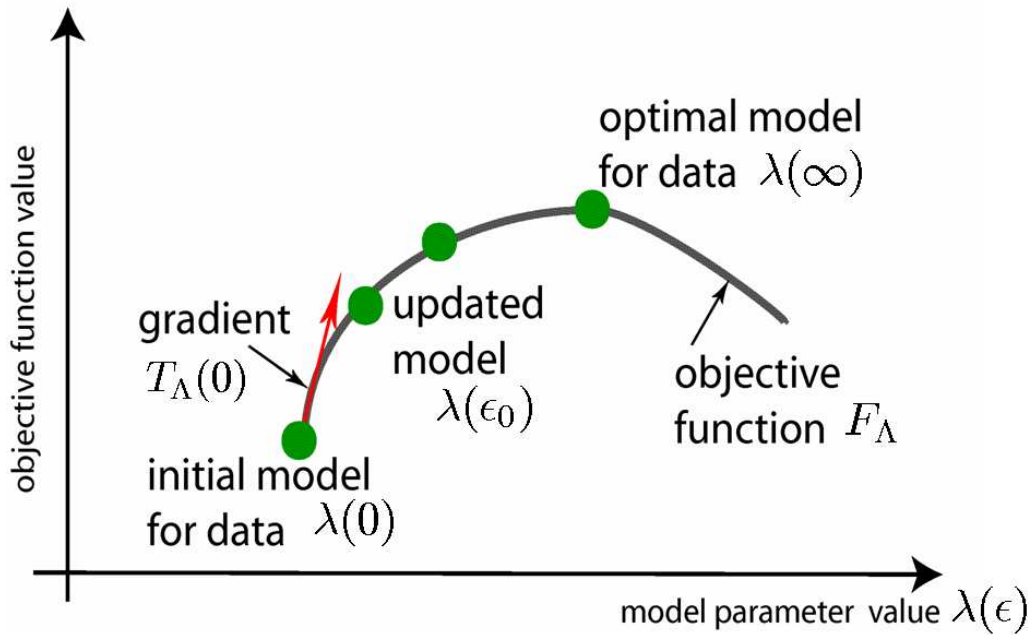 objective function value
optimal model
for data λ(∞)
gradient
T_Λ(0)
updated
model
λ(ϵ₀)
objective
function F_Λ
initial model
for data λ(0)
model parameter value λ(ϵ)